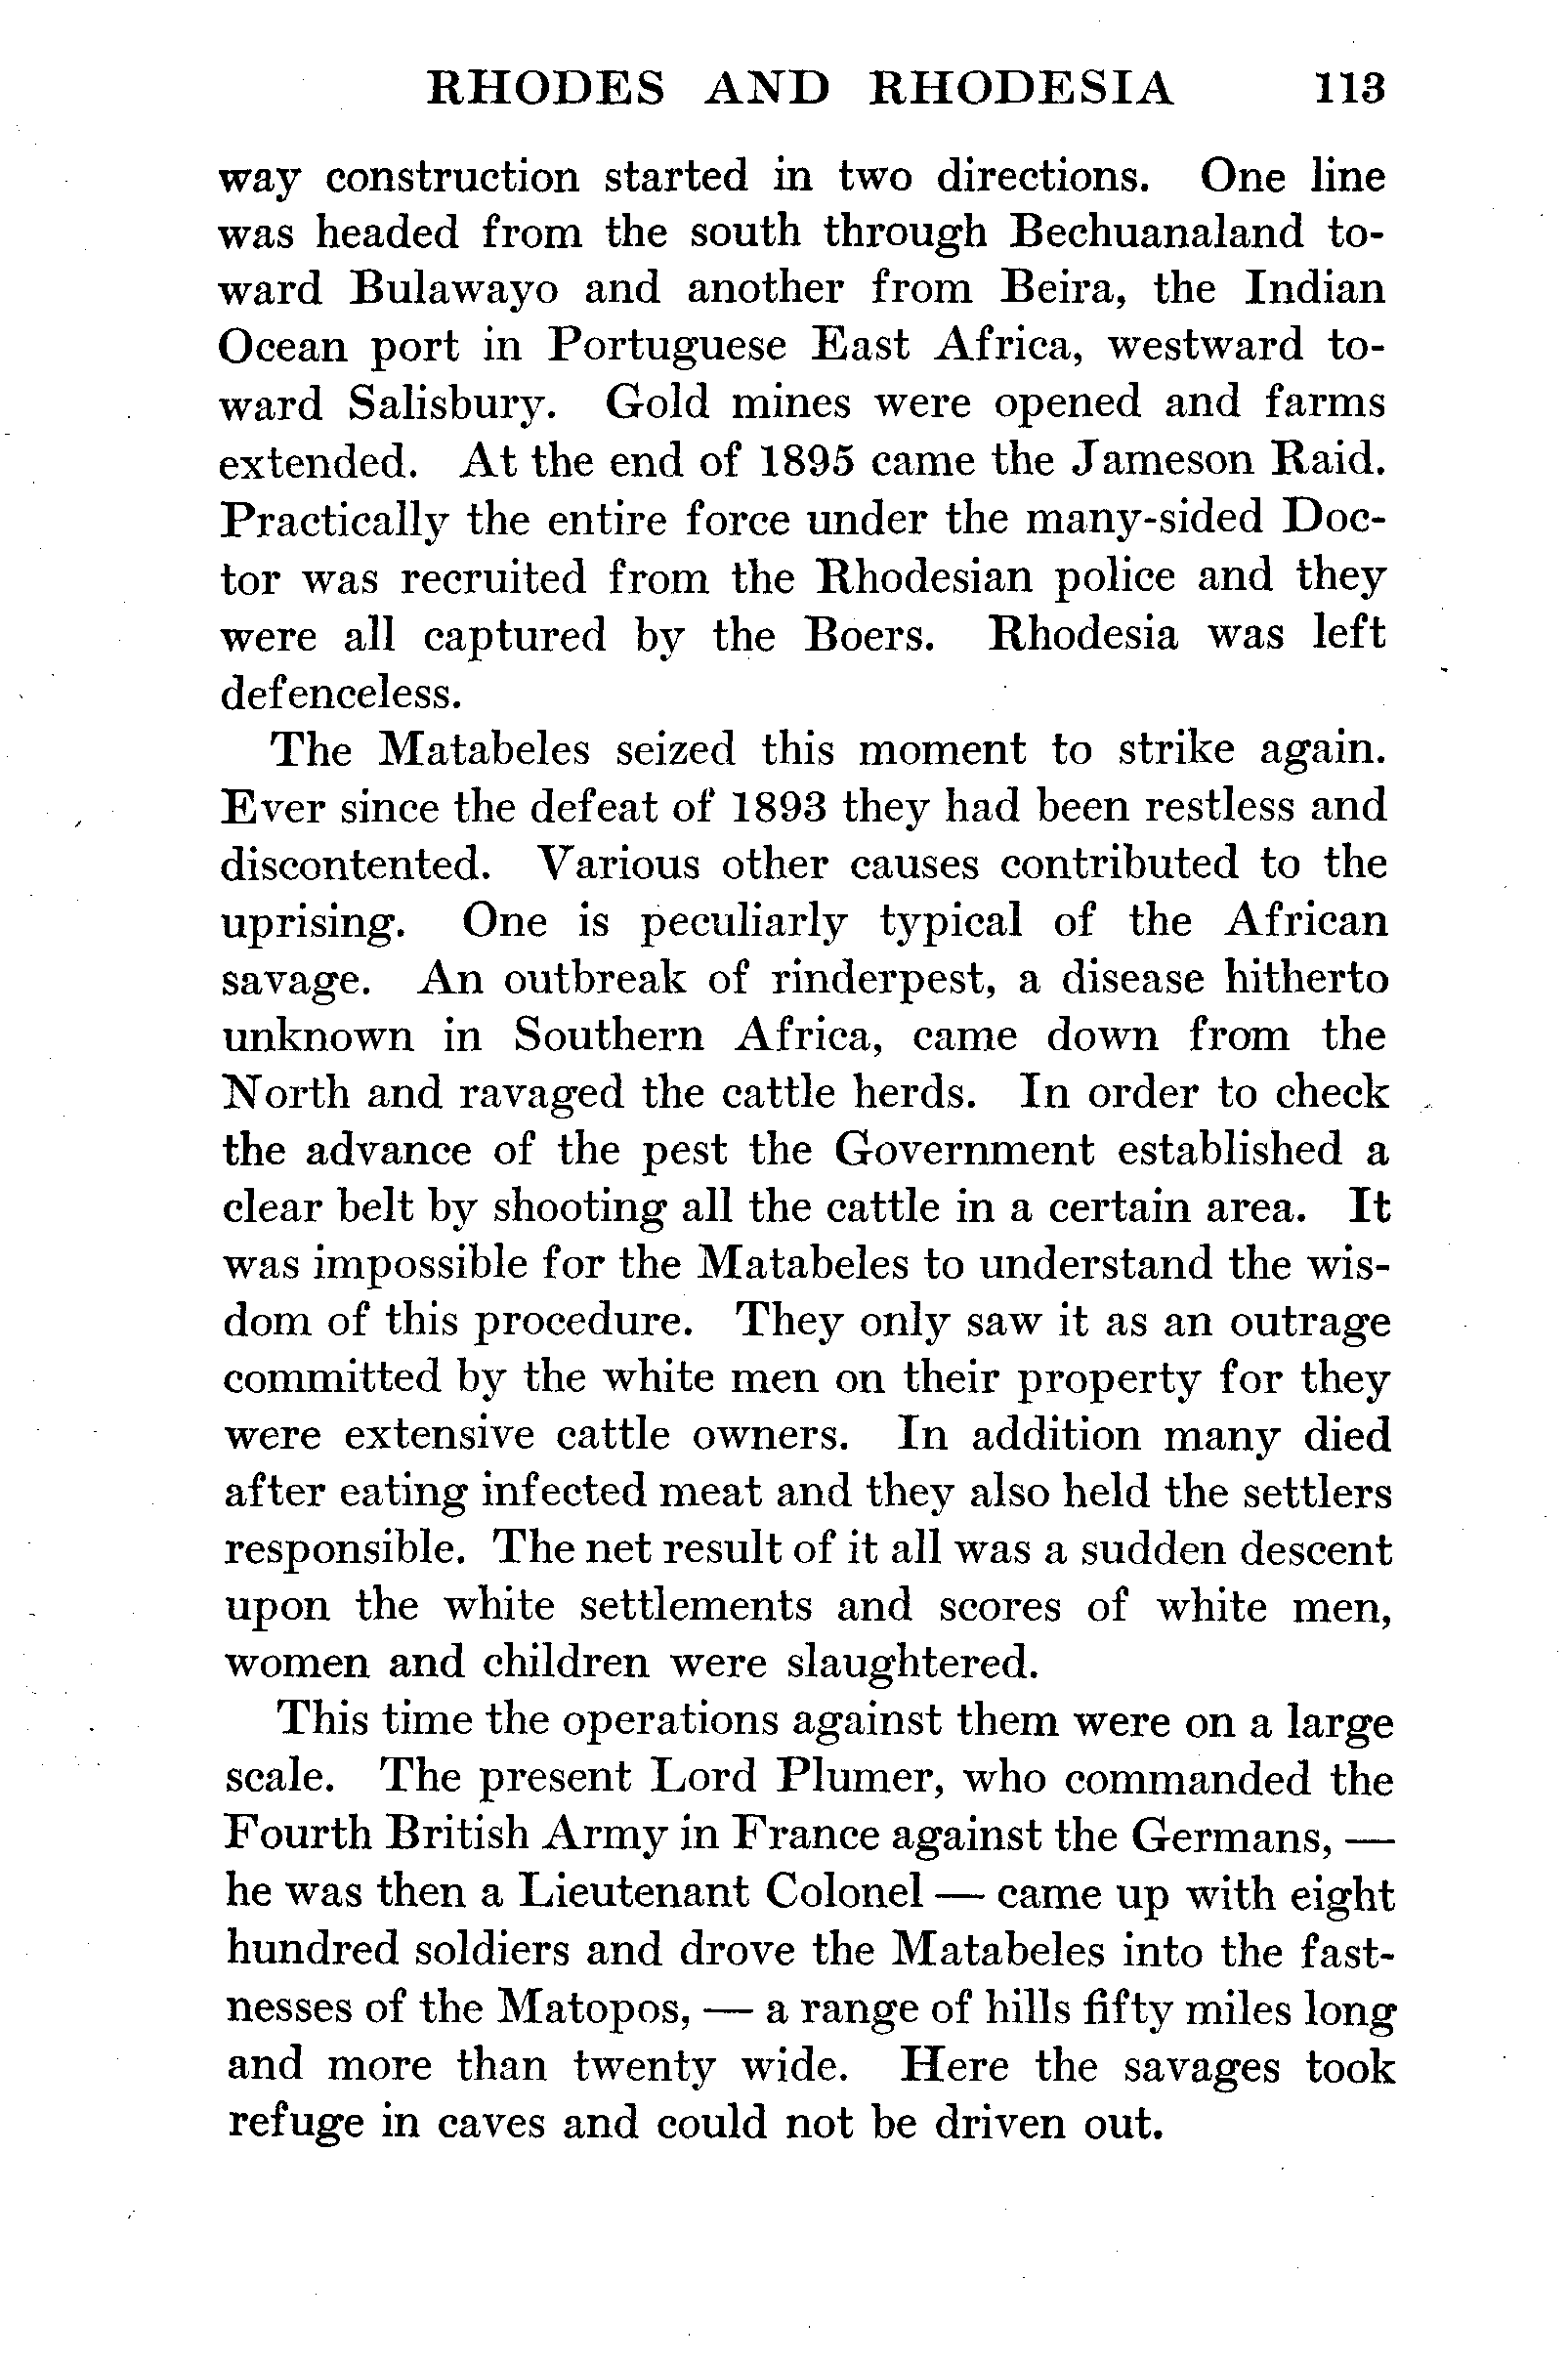 RHODES AND RHODESIA 113
way construction started in two directions. One line
was headed from the south through Bechuanaland to-
ward Bulawayo and another from Beira, the Indian
Ocean port in Portuguese East Africa, westward to-
ward Salisbury. Gold mines were opened and farms
extended. At the end of 1895 came the Jameson Raid.
Practically the entire force under the many-sided Doc-
tor was recruited from the Rhodesian police and they
were all captured by the Boers. Rhodesia was left
defenceless.
The Matabeles seized this moment to strike again.
Ever since the defeat of 1893 they had been restless and
discontented. Various other causes contributed to the
uprising. One is peculiarly typical of the African
savage. An outbreak of rinderpest, a disease hitherto
unknown in Southern Africa, came down from the
North and ravaged the cattle herds. In order to check
the advance of the pest the Government established a
clear belt by shooting all the cattle in a certain area. It
was impossible for the Matabeles to understand the wis-
dom of this procedure. They only saw it as an outrage
committed by the white men on their property for they
were extensive cattle owners. In addition many died
after eating infected meat and they also held the settlers
responsible. The net result of it all was a sudden descent
upon the white settlements and scores of white men,
women and children were slaughtered.
This time the operations against them were on a large
scale. The present Lord Plumer, who commanded the
Fourth British Army in France against the Germans, —
he was then a Lieutenant Colonel — came up with eight
hundred soldiers and drove the Matabeles into the fast-
nesses of the Matopos, — a range of hills fifty miles long
and more than twenty wide. Here the savages took
refuge in caves and could not be driven out.